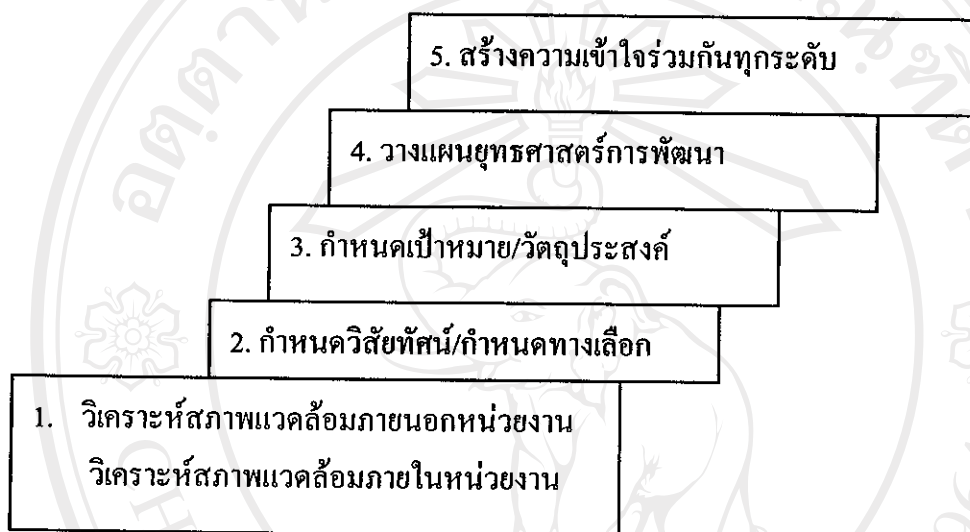 5. สร้างความเข้าใจร่วมกันทุกระดับ
4. วางแผนยุทธศาสตร์การพัฒนา
3. กำหนดเป้าหมาย/วัตถุประสงค์
2. กำหนดวิสัยทัศน์/กำหนดทางเลือก
1. วิเคราะห์สภาพแวดล้อมภายนอกหน่วยงาน
วิเคราะห์สภาพแวดล้อมภายในหน่วยงาน